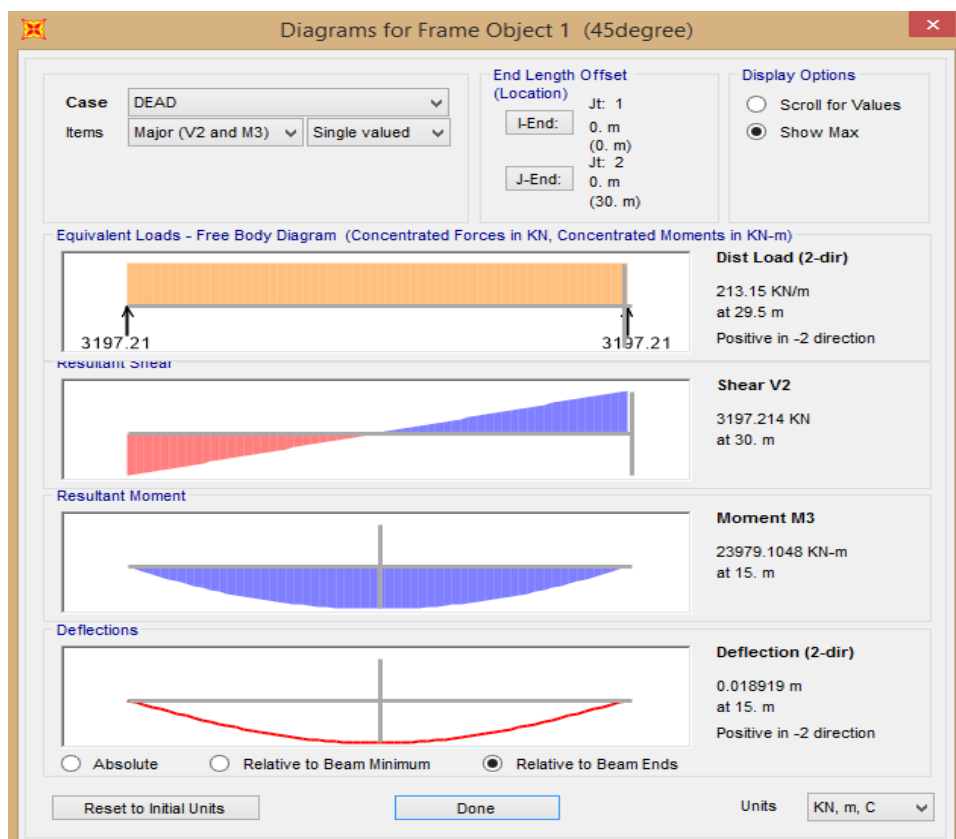 Diagrams for Frame Object 1 (45degree)
×
Case DEAD
Items Major (V2 and M3) Single valued
End Length Offset
(Location)
I-End:
Jt: 1
0. m
(0. m)
J-End:
Jt: 2
0. m
(30. m)
Display Options
Scroll for Values
Show Max
Equivalent Loads - Free Body Diagram (Concentrated Forces in KN, Concentrated Moments in KN-m)
3197.21 3197.21
Dist Load (2-dir)
213.15 KN/m
at 29.5 m
Positive in -2 direction
Resultant Shear
Shear V2
3197.214 KN
at 30. m
Resultant Moment
Moment M3
23979.1048 KN-m
at 15. m
Deflections
Deflection (2-dir)
0.018919 m
at 15. m
Positive in -2 direction
Absolute Relative to Beam Minimum Relative to Beam Ends
Reset to Initial Units Done Units KN, m, C